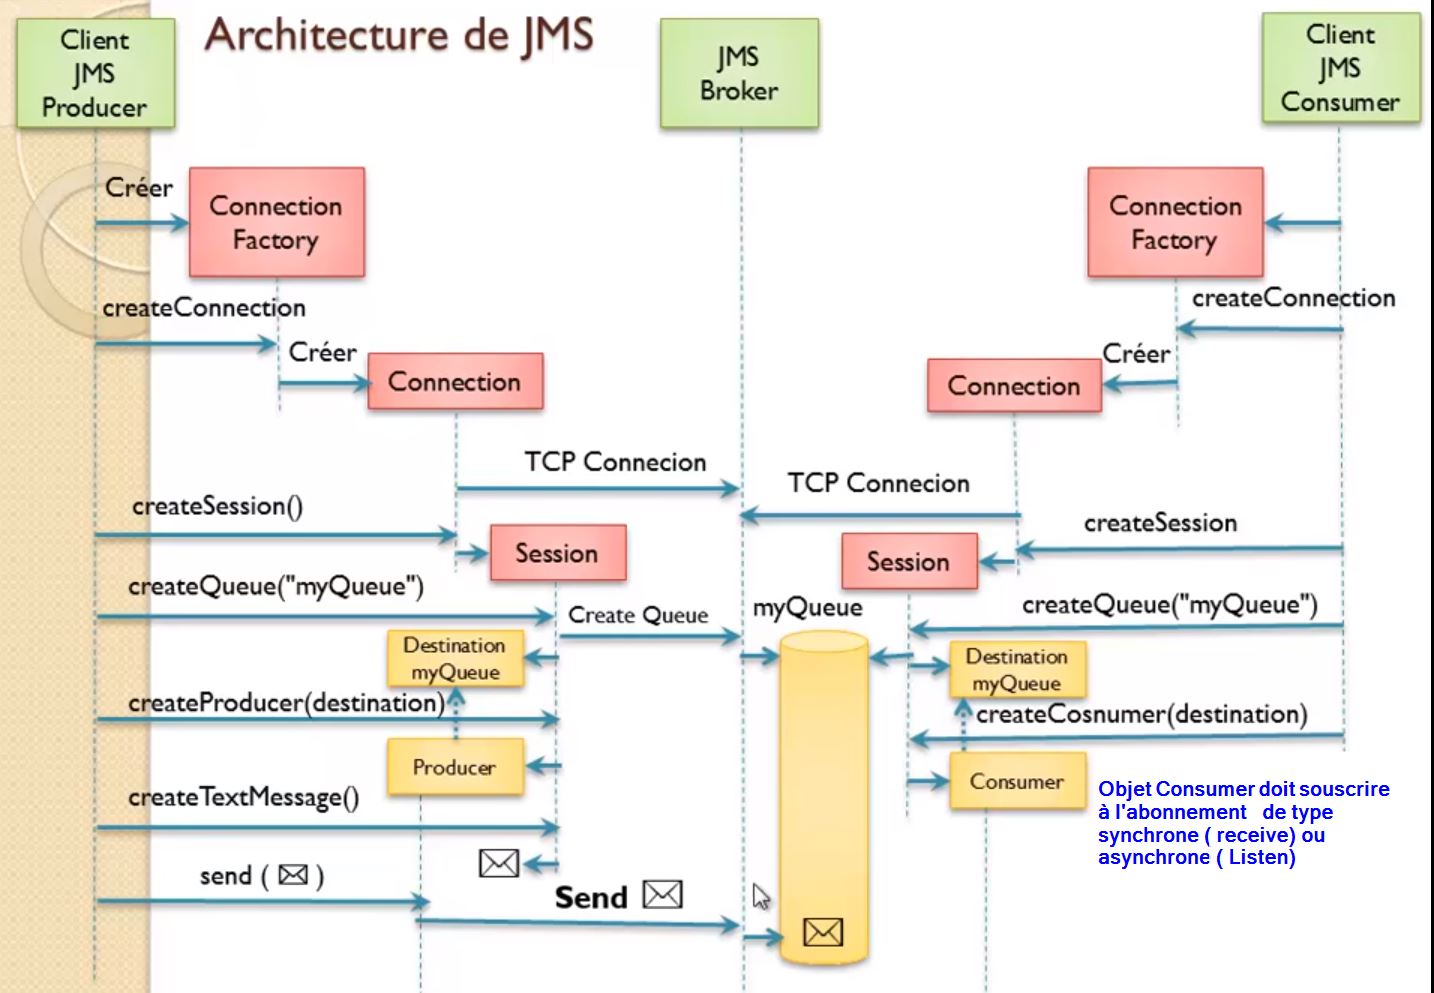 Architecture de JMS
Client
JMS
Producer
JMS
Broker
Client
JMS
Consumer
Créer
Connection
Factory
Connection
Factory
createConnection
createConnection
Créer
Connection
Créer
Connection
TCP Connecion
TCP Connecion
createSession()
createSession
Session
Session
createQueue("myQueue")
Create Queue
myQueue
createQueue("myQueue")
Destination
myQueue
Destination
myQueue
createProducer(destination)
createCosnumer(destination)
Producer
Consumer
Objet Consumer doit souscrire
à l'abonnement de type
synchrone ( receive) ou
asynchrone ( Listen)
createTextMessage()
send ( )
Send